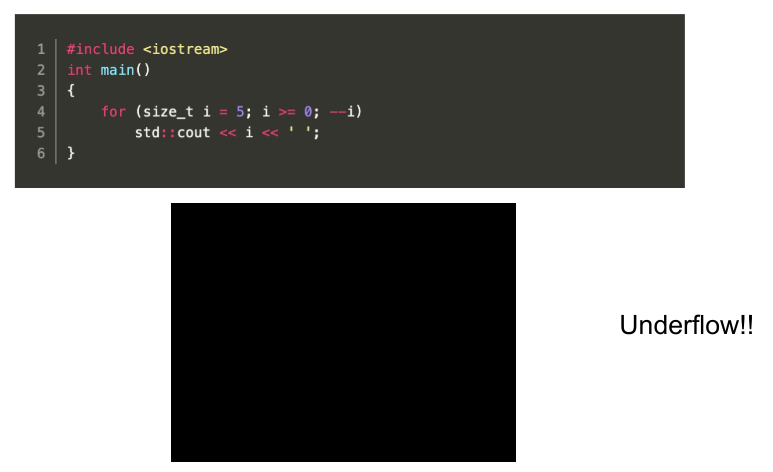 1 #include <iostream>
2 int main()
3 {
4     for (size_t i = 5; i >= 0; --i)
5         std::cout << i << ' ';
6 }
Underflow!!